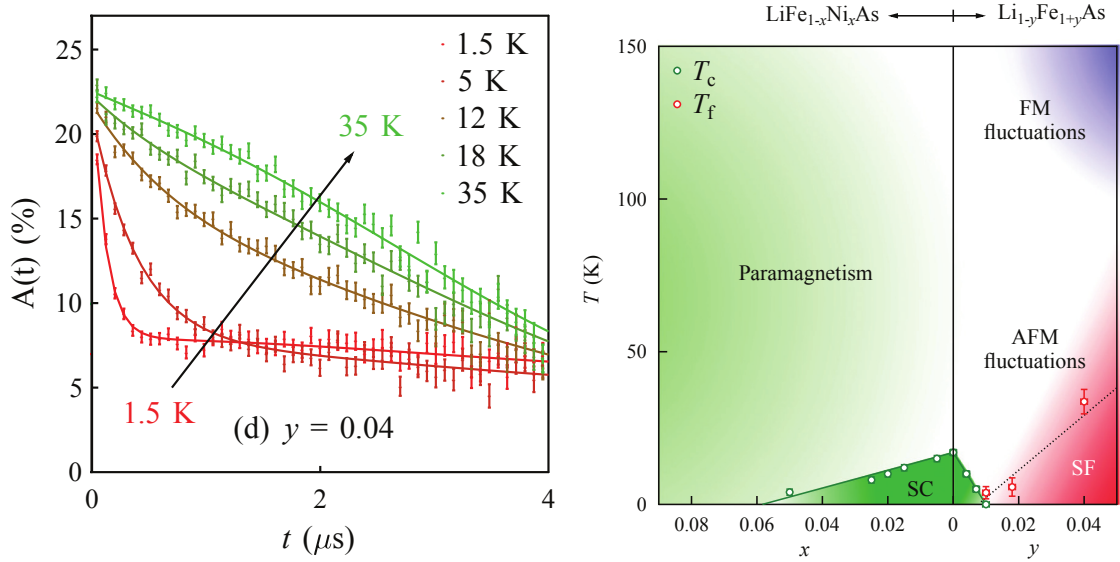 25
20
15
10
5
0
A(t) (%)
0
2
4
t (μs)
1.5 K
5 K
12 K
18 K
35 K
35 K
1.5 K
(d) y = 0.04
LiFe1-xNixAs
Li1-yFe1+yAs
150
100
50
0
T (K)
Tc
Tf
FM
fluctuations
Paramagnetism
AFM
fluctuations
SC
SF
0.08
0.06
0.04
0.02
0
0.02
0.04
x
y